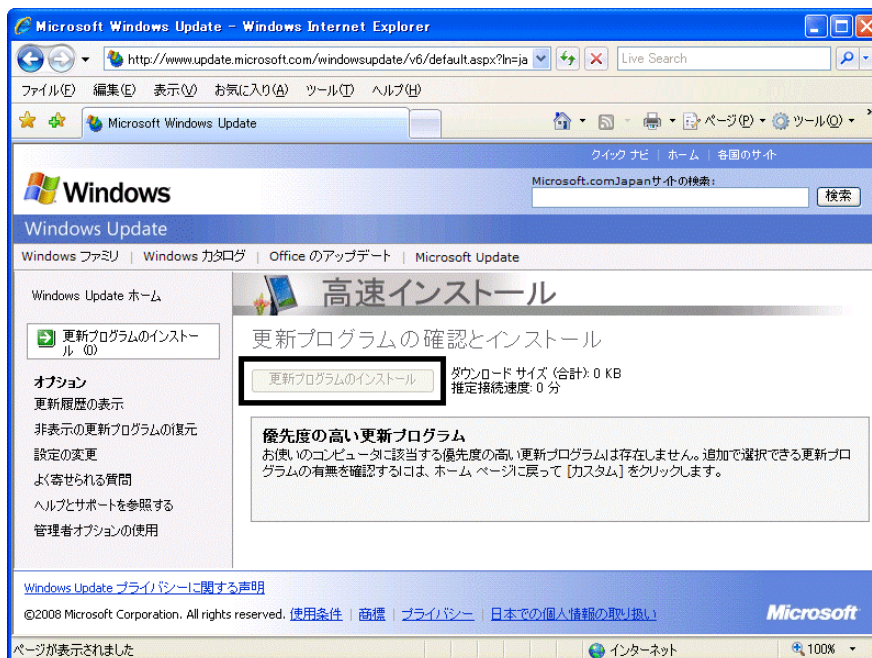 Microsoft Windows Update - Windows Internet Explorer
http://www.update.microsoft.com/windowsupdate/v6/default.aspx?ln=ja
Live Search
ファイル(F) 編集(E) 表示(V) お気に入り(A) ツール(T) ヘルプ(H)
Microsoft Windows Update
ページ(P)
ツール(O)
クイック ナビ | ホーム | 各国のサイト
Windows
Microsoft.comJapanサイトの検索:
検索
Windows Update
Windows ファミリ | Windows カタログ | Office のアップデート | Microsoft Update
Windows Update ホーム
更新プログラムのインストー
ル (0)
オプション
更新履歴の表示
非表示の更新プログラムの復元
設定の変更
よく寄せられる質問
ヘルプとサポートを参照する
管理者オプションの使用
高速インストール
更新プログラムの確認とインストール
更新プログラムのインストール
ダウンロード サイズ (合計): 0 KB
推定接続速度: 0 分
優先度の高い更新プログラム
お使いのコンピュータに該当する優先度の高い更新プログラムは存在しません。追加で選択できる更新プロ
グラムの有無を確認するには、ホーム ページに戻って [カスタム] をクリックします。
Windows Update プライバシーに関する声明
©2008 Microsoft Corporation. All rights reserved. 使用条件 | 商標 | プライバシー | 日本での個人情報の取り扱い
Microsoft
ページが表示されました
インターネット
100%